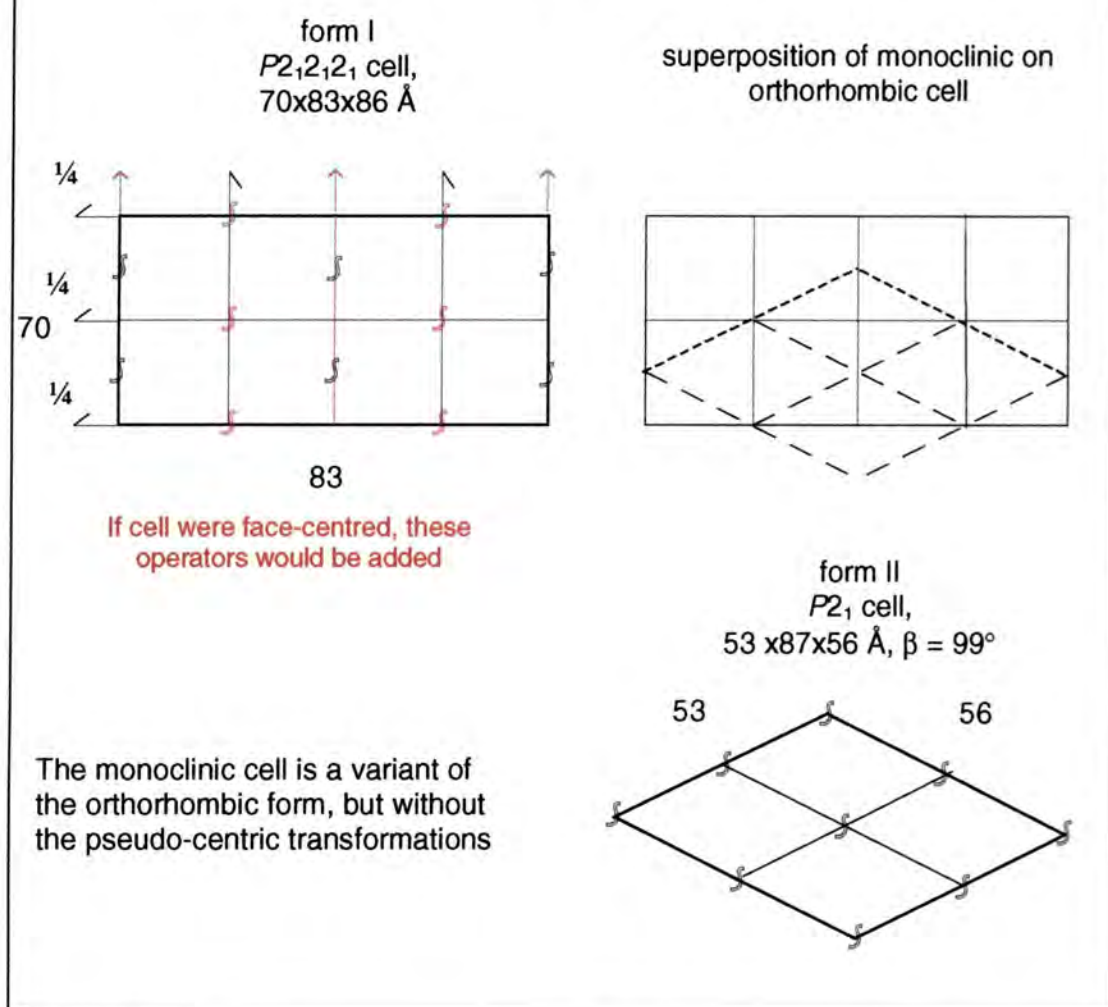 form I
P2₁2₁2₁ cell,
70x83x86 Å
superposition of monoclinic on
orthorhombic cell
¼
¼
70
¼
83
If cell were face-centred, these
operators would be added
form II
P2₁ cell,
53 x87x56 Å, β = 99°
53
56
The monoclinic cell is a variant of
the orthorhombic form, but without
the pseudo-centric transformations